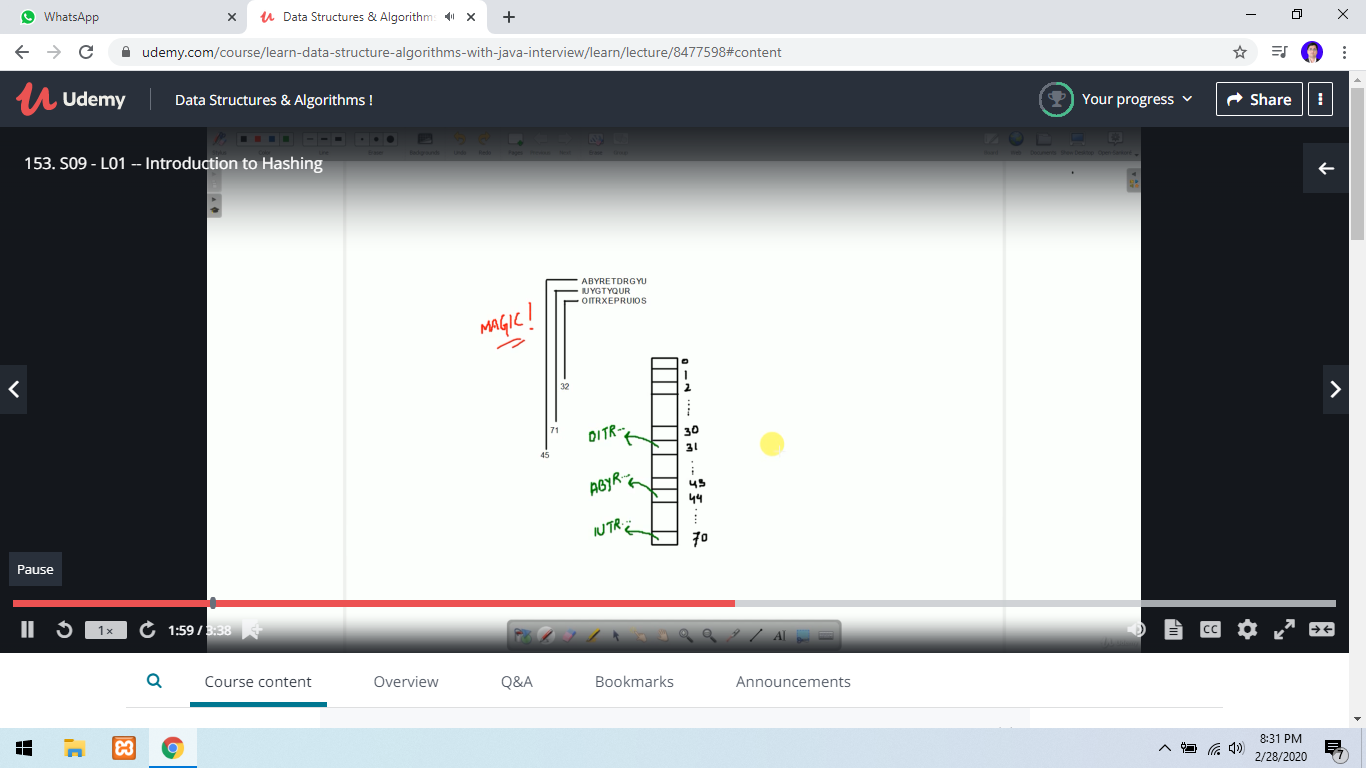 WhatsApp
Data Structures & Algorithm
udemy.com/course/learn-data-structure-algorithms-with-java-interview/learn/lecture/8477598#content
Udemy
Data Structures & Algorithms !
Your progress
Share
153. S09 - L01 -- Introduction to Hashing
ABYRETDRGYU
IUYGTYQUR
OITRXEPRUIOS
MAGIC!
32
71
45
0
1
2
30
31
43
44
70
OITR...
ABYR...
IUTR...
Pause
1x
1:59 / 3:38
CC
Course content
Overview
Q&A
Bookmarks
Announcements
8:31 PM
2/28/2020
7